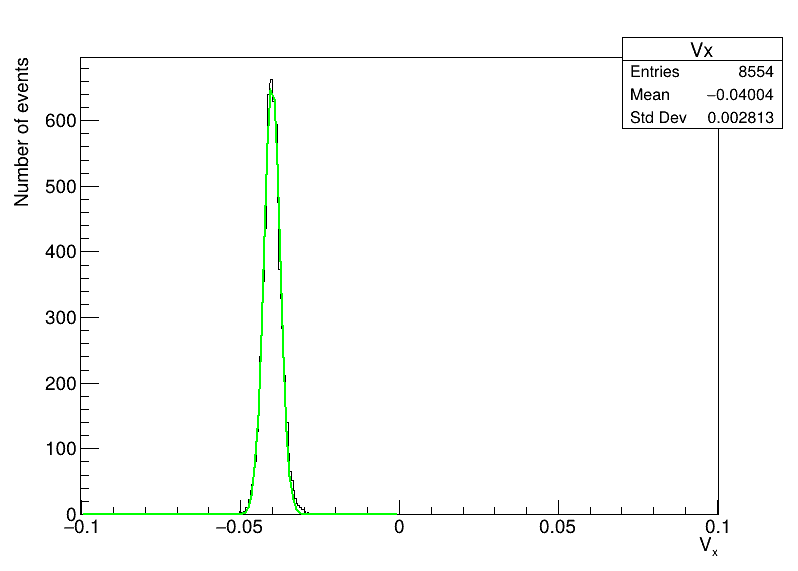 Vx
Entries 8554
Mean −0.04004
Std Dev 0.002813
Number of events
600
500
400
300
200
100
0
−0.1 −0.05 0 0.05 0.1
Vx